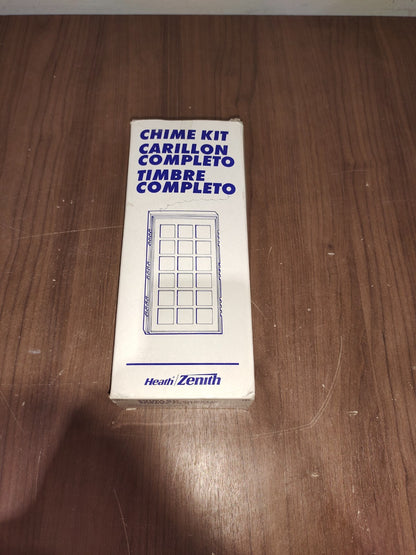 CHIME KIT
CARILLON
COMPLETO
TIMBRE
COMPLETO
Heath/Zenith